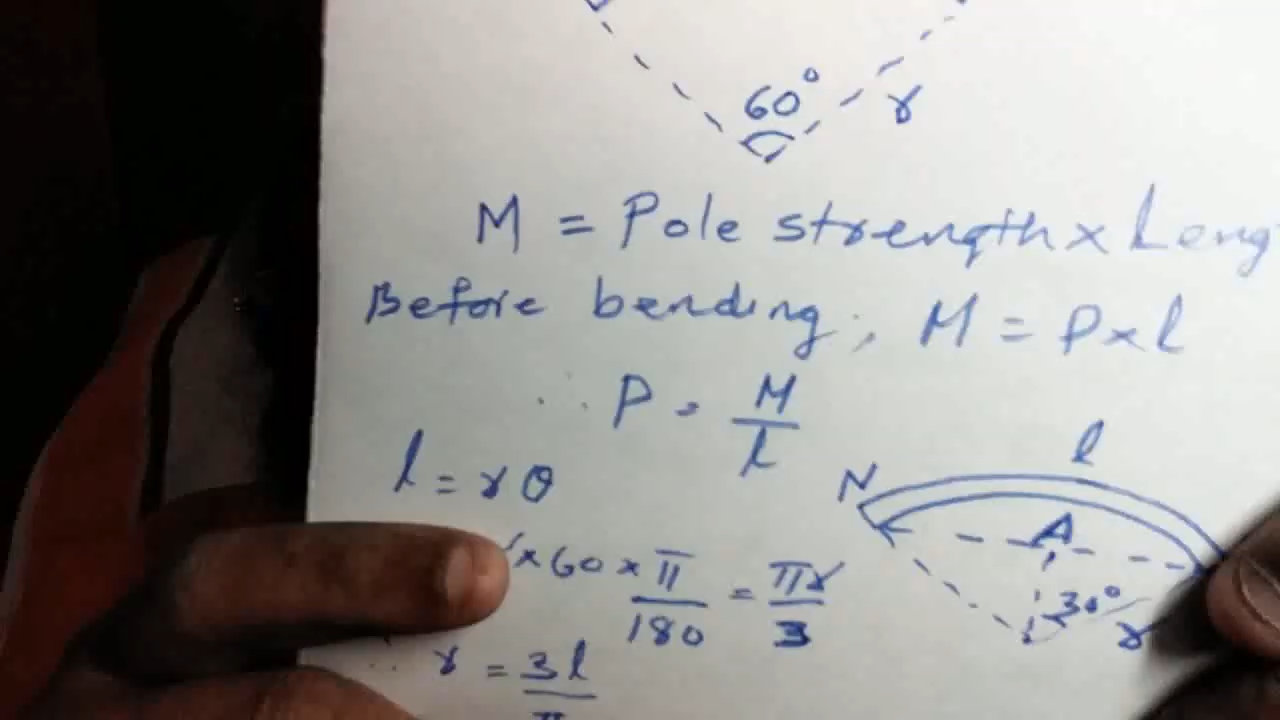 60° r
M = Pole strength × Leng
Before bending; M = P×l
∴ P = M/l
l = rθ
×60×π/180 = πr/3
∴ r = 3l/π
l
N
A
30°
r